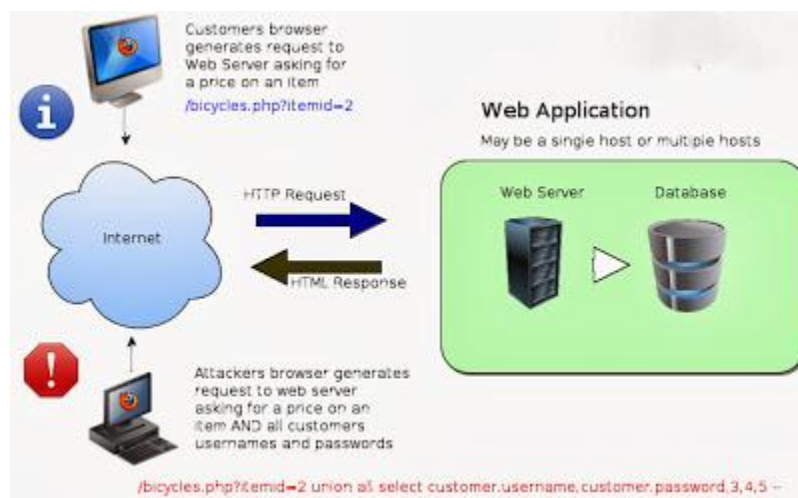 Customers browser
generates request to
Web Server asking for
a price on an item
/bicycles.php?itemid=2
Web Application
May be a single host or multiple hosts
HTTP Request
Web Server
Database
Internet
HTML Response
Attackers browser generates
request to web server
asking for a price on an
item AND all customers
usernames and passwords
/bicycles.php?itemid=2 union all select customer.username,customer.password,3,4,5 --